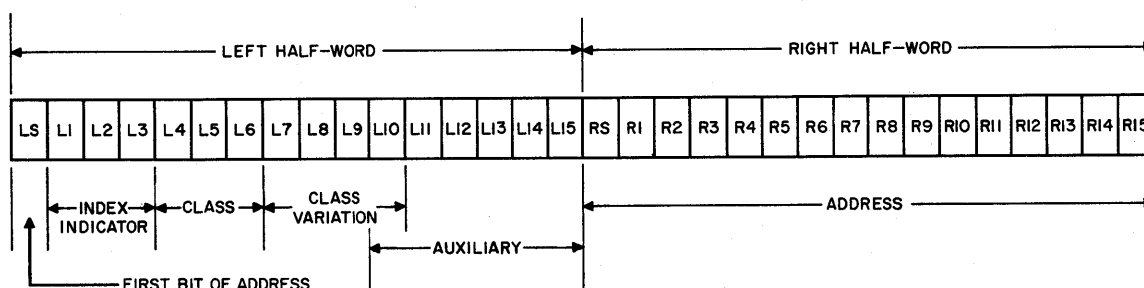 LEFT HALF-WORD RIGHT HALF-WORD
LS L1 L2 L3 L4 L5 L6 L7 L8 L9 L10 L11 L12 L13 L14 L15 RS R1 R2 R3 R4 R5 R6 R7 R8 R9 R10 R11 R12 R13 R14 R15
INDEX INDICATOR
CLASS
CLASS VARIATION
ADDRESS
AUXILIARY
FIRST BIT OF ADDRESS